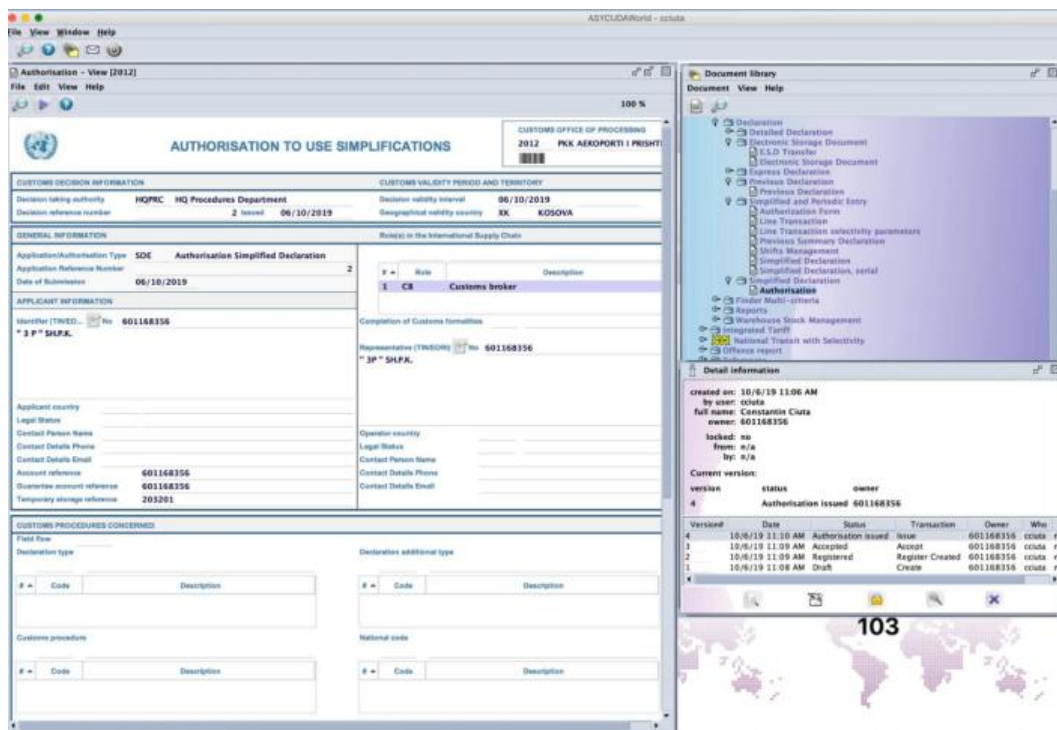 ASYCUDAWorld - cciuta
File View Window Help
Authorisation - View [2012]
File Edit View Help
100 %
AUTHORISATION TO USE SIMPLIFICATIONS
CUSTOMS OFFICE OF PROCESSING
2012 PKK AEROPORTI I PRISHTI
CUSTOMS DECISION INFORMATION
CUSTOMS VALIDITY PERIOD AND TERRITORY
Decision taking authority HQPRC HQ Procedures Department
Decision validity interval 06/10/2019
Decision reference number 2 Issued 06/10/2019
Geographical validity country XK KOSOVA
GENERAL INFORMATION
Role(s) in the International Supply Chain
Application/Authorisation Type SDE Authorisation Simplified Declaration
Application Reference Number 2
Date of Submission 06/10/2019
# Role Description
1 CB Customs broker
APPLICANT INFORMATION
Identifier (TIN/EO... No 601168356
" 3 P " SH.P.K.
Completion of Customs formalities
Representative (TIN/EORI) No 601168356
" 3P " SH.P.K.
Applicant country
Legal Status
Contact Person Name
Contact Details Phone
Contact Details Email
Account reference 601168356
Guarantee account reference 601168356
Temporary storage reference 203201
Operator country
Legal Status
Contact Person Name
Contact Details Phone
Contact Details Email
CUSTOMS PROCEDURES CONCERNED
Field flow
Declaration type
Declaration additional type
# Code Description
# Code Description
Customs procedure
National code
# Code Description
# Code Description
Document library
Document View Help
Declaration
Detailed Declaration
Electronic Storage Document
E.S.D Transfer
Electronic Storage Document
Express Declaration
Previous Declaration
Previous Declaration
Simplified and Periodic Entry
Authorization Form
Line Transaction
Line Transaction selectivity parameters
Previous Summary Declaration
Shifts Management
Simplified Declaration
Simplified Declaration, serial
Simplified Declaration
Authorisation
Finder Multi-criteria
Reports
Warehouse Stock Management
Integrated Tariff
National Transit with Selectivity
Offence report
Detail information
created on: 10/6/19 11:06 AM
by user: cciuta
full name: Constantin Ciuta
owner: 601168356
locked: no
from: n/a
by: n/a
Current version:
version status owner
4 Authorisation issued 601168356
Version# Date Status Transaction Owner Who
4 10/6/19 11:10 AM Authorisation issued Issue 601168356 cciuta
3 10/6/19 11:09 AM Accepted Accept 601168356 cciuta
2 10/6/19 11:09 AM Registered Register Created 601168356 cciuta
1 10/6/19 11:08 AM Draft Create 601168356 cciuta
103